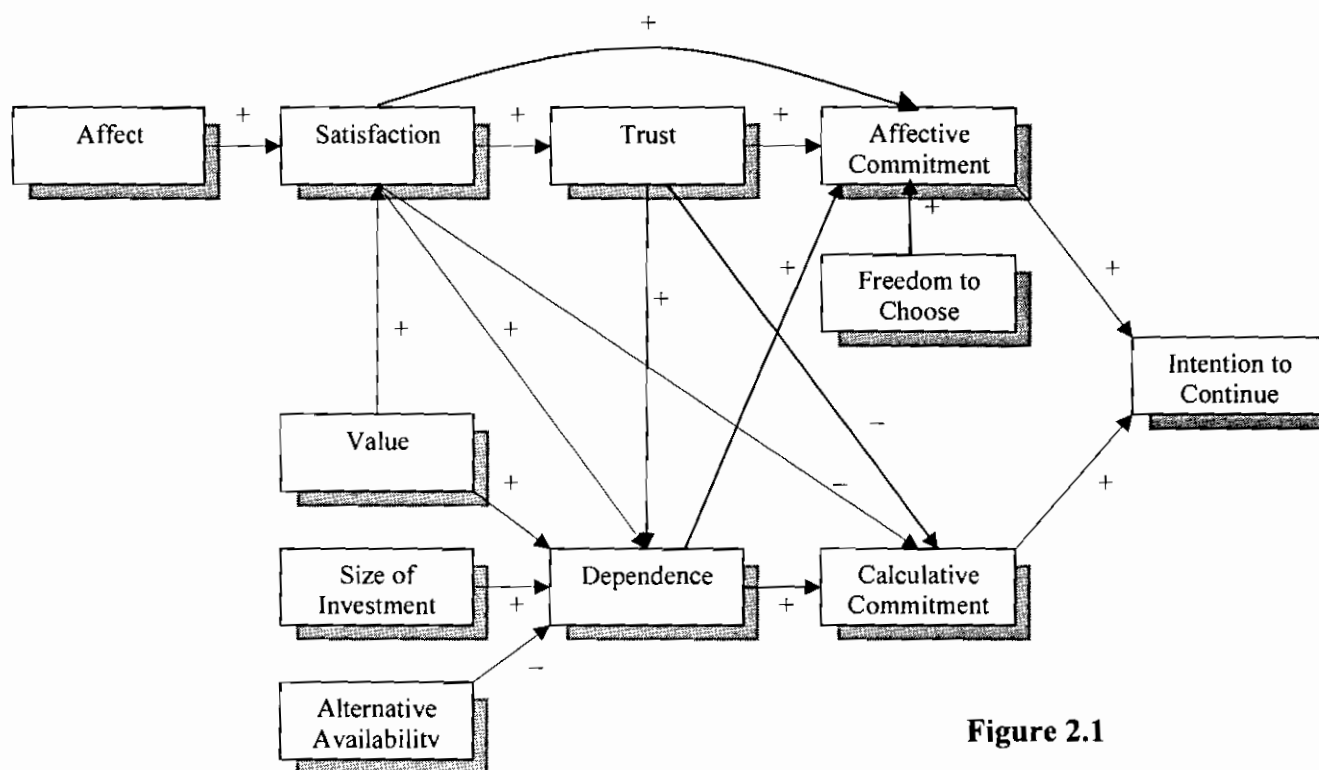 +
Affect
+
Satisfaction
+
Trust
+
Affective
Commitment
+
Freedom to
Choose
+
+
+
+
+
Intention to
Continue
Value
+
–
–
+
Size of
Investment
+
Dependence
+
Calculative
Commitment
–
Alternative
Availability
Figure 2.1